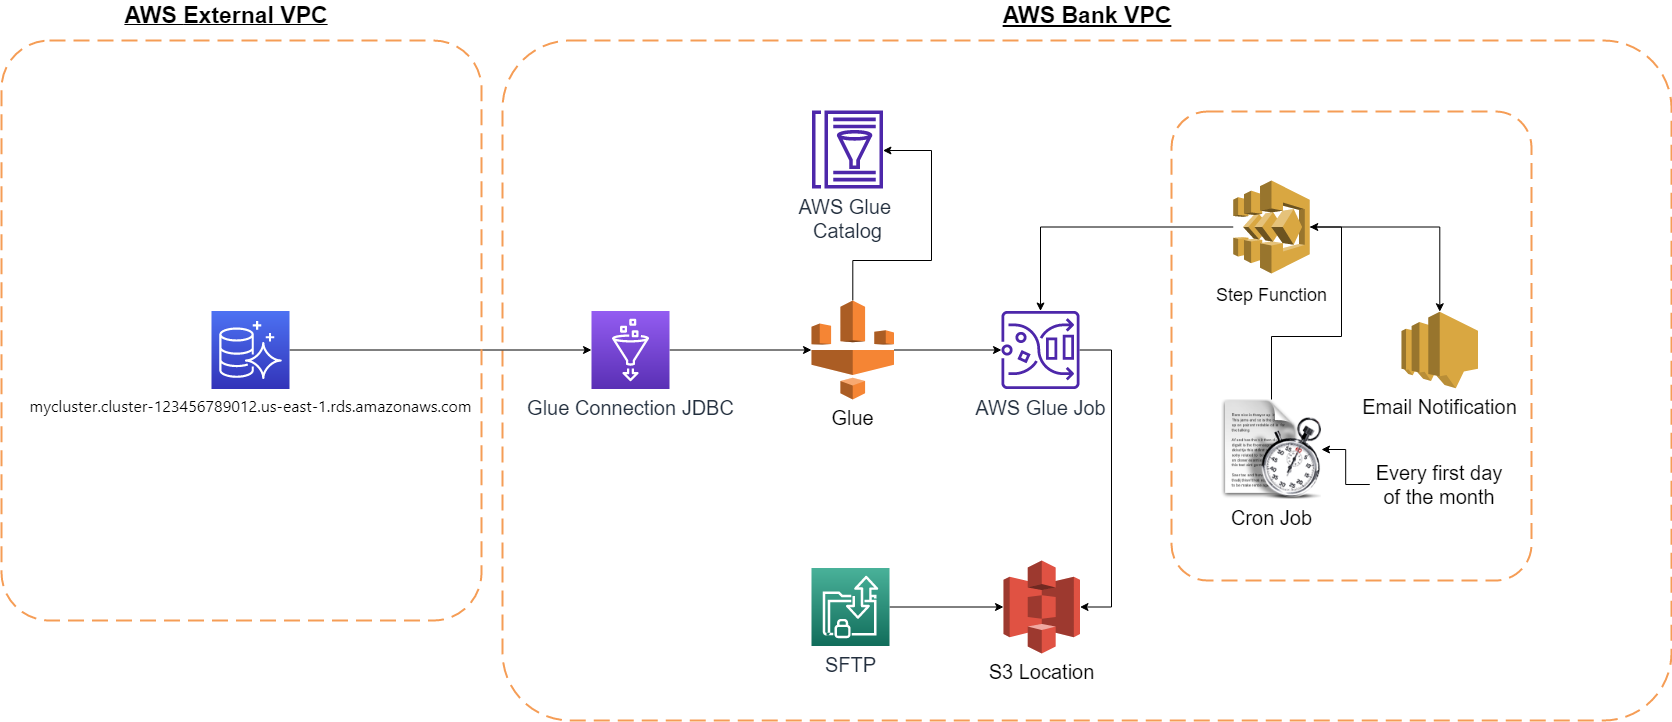 AWS External VPC
AWS Bank VPC
AWS Glue
Catalog
Step Function
mycluster.cluster-123456789012.us-east-1.rds.amazonaws.com
Glue Connection JDBC
Glue
AWS Glue Job
Email Notification
Every first day
of the month
Cron Job
SFTP
S3 Location